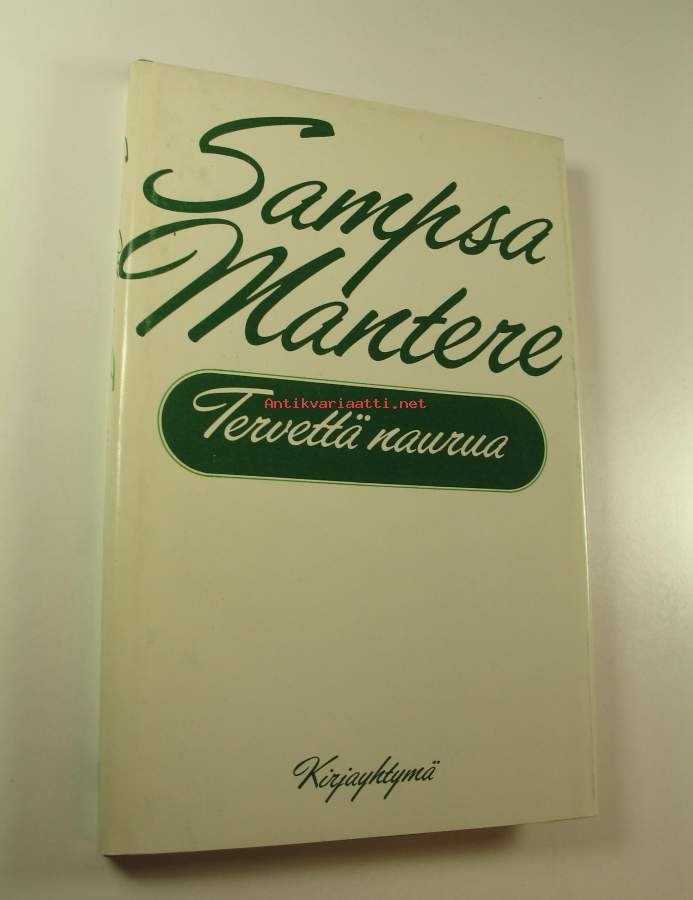 Sampsa
Mantere
Antikvariaatti.net
Tervettä naurua
Kirjayhtymä